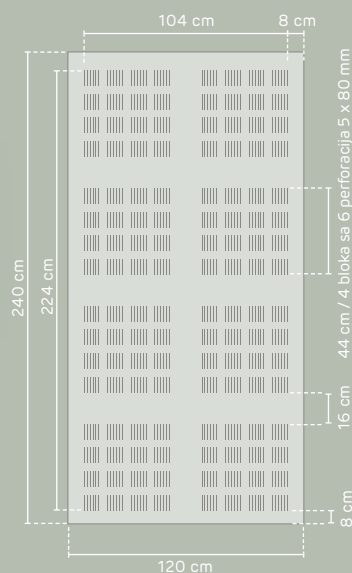 104 cm
8 cm
240 cm
224 cm
44 cm / 4 bloka sa 6 perforacija 5 x 80 mm
16 cm
8 cm
120 cm